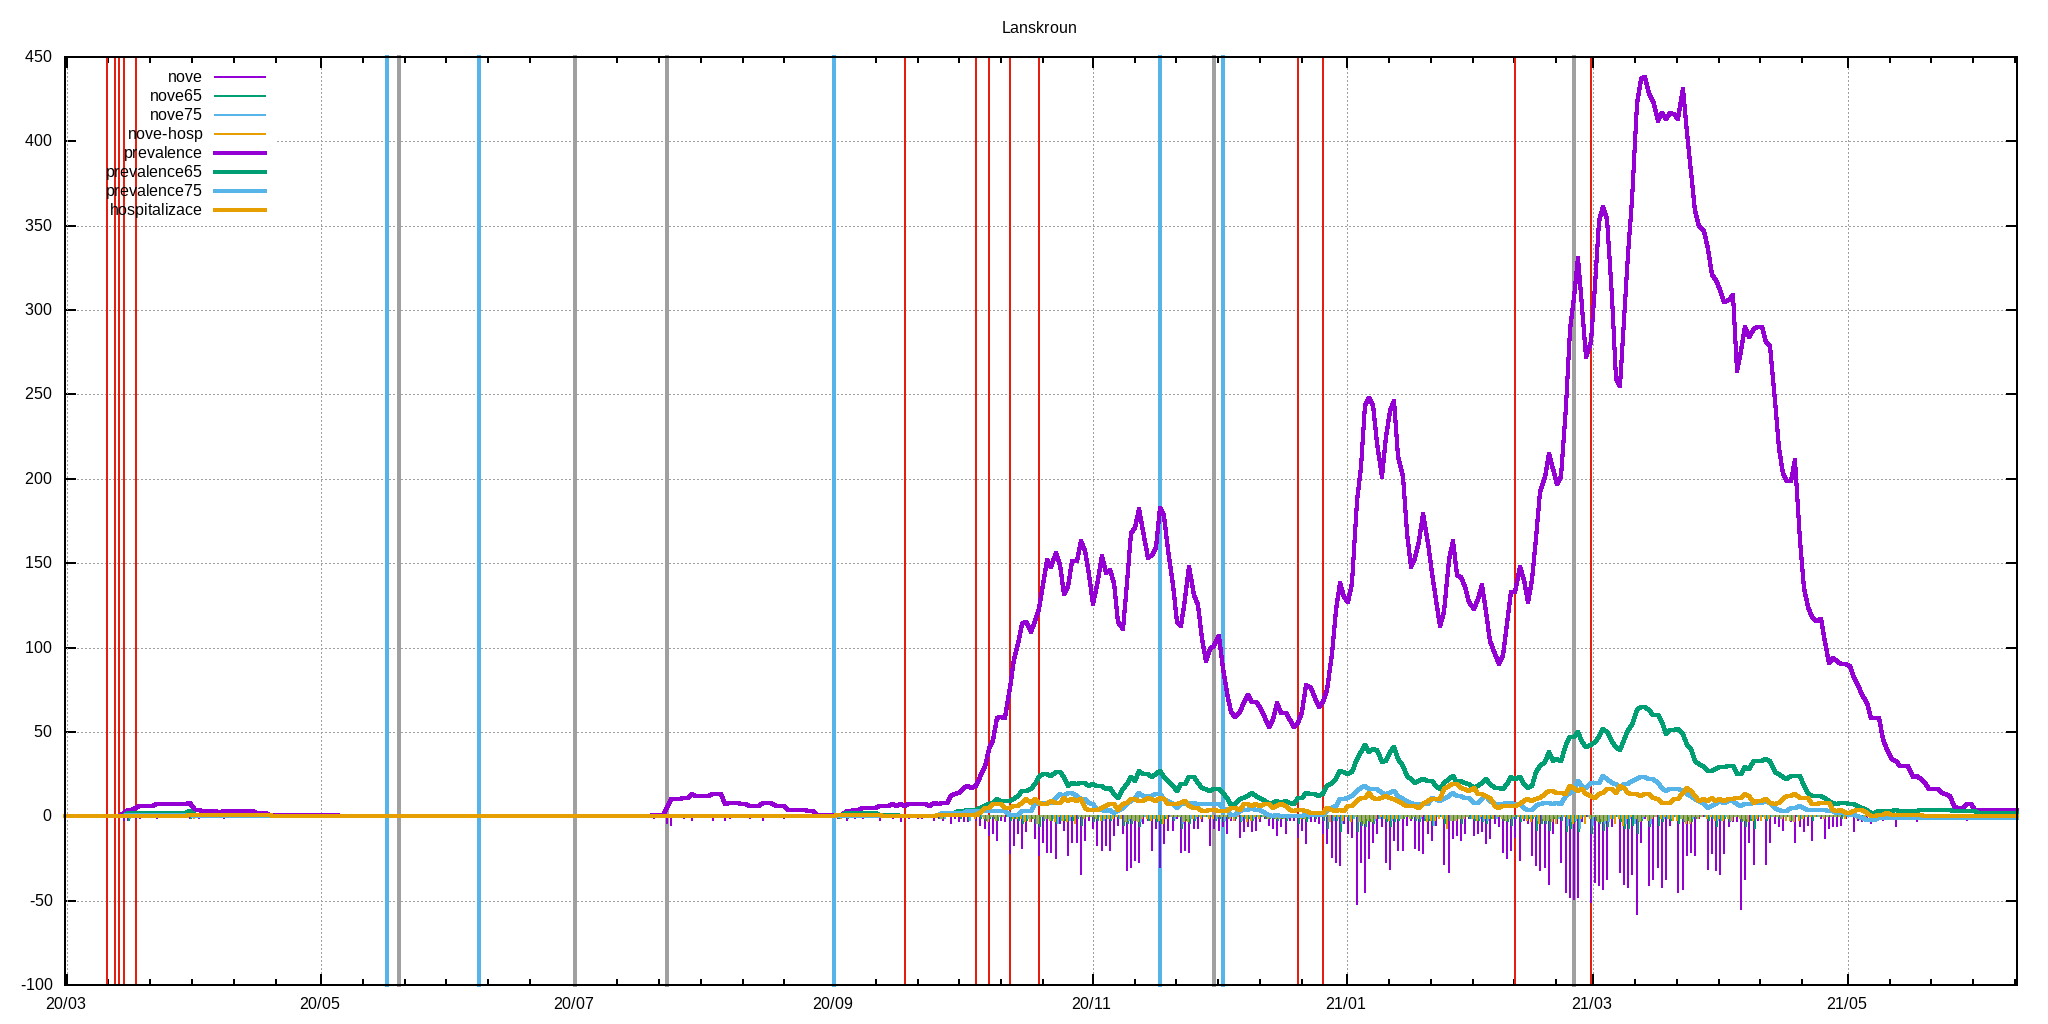 Lanskroun
450
400
350
300
250
200
150
100
50
0
-50
-100
nove
nove65
nove75
nove-hosp
prevalence
prevalence65
prevalence75
hospitalizace
20/03 20/05 20/07 20/09 20/11 21/01 21/03 21/05